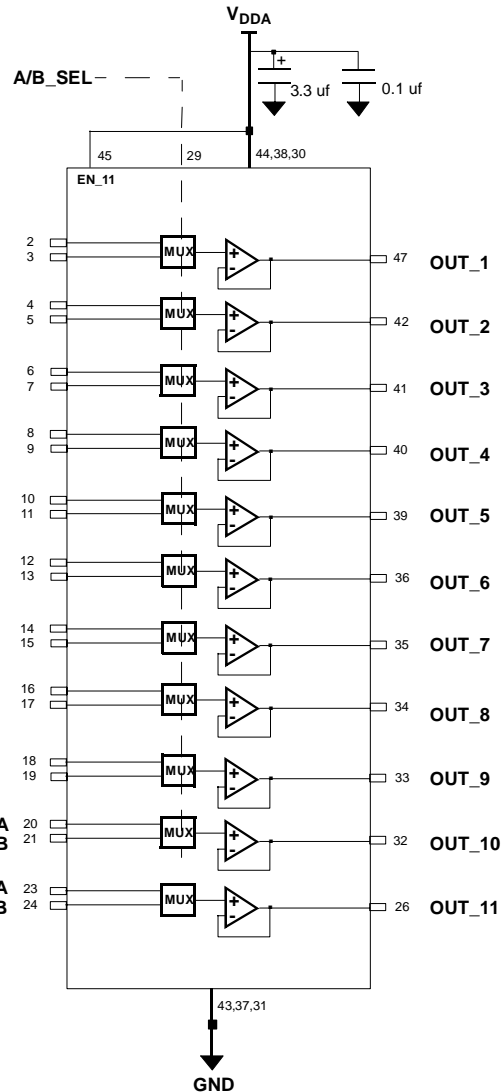 VDDA
A/B_SEL
+
3.3 uf
0.1 uf
45
29
44,38,30
EN_11
2
3
MUX
+
-
47
OUT_1
4
5
MUX
+
-
42
OUT_2
6
7
MUX
+
-
41
OUT_3
8
9
MUX
+
-
40
OUT_4
10
11
MUX
+
-
39
OUT_5
12
13
MUX
+
-
36
OUT_6
14
15
MUX
+
-
35
OUT_7
16
17
MUX
+
-
34
OUT_8
18
19
MUX
+
-
33
OUT_9
A 20
B 21
MUX
+
-
32
OUT_10
A 23
B 24
MUX
+
-
26
OUT_11
43,37,31
GND